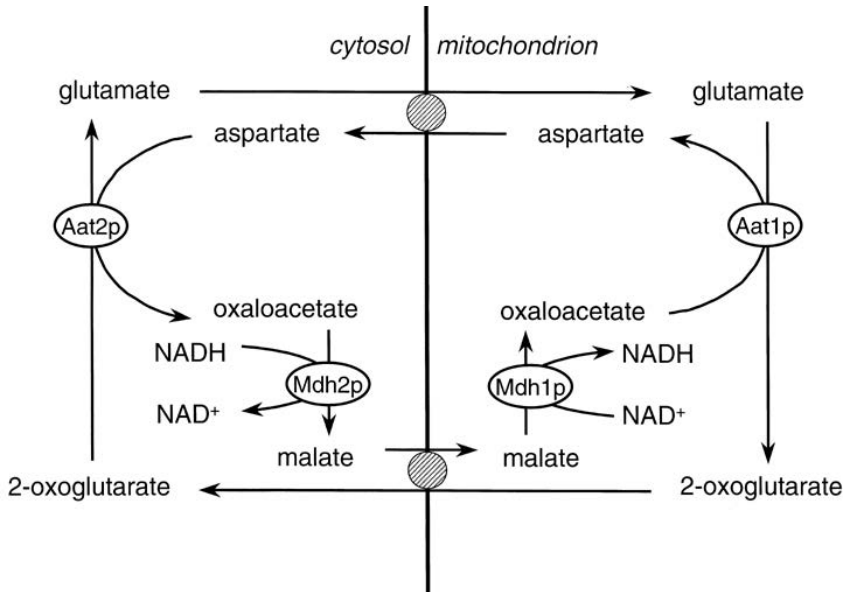 cytosol mitochondrion
glutamate glutamate
aspartate aspartate
Aat2p Aat1p
oxaloacetate oxaloacetate
NADH NADH
Mdh2p Mdh1p
NAD+ NAD+
malate malate
2-oxoglutarate 2-oxoglutarate